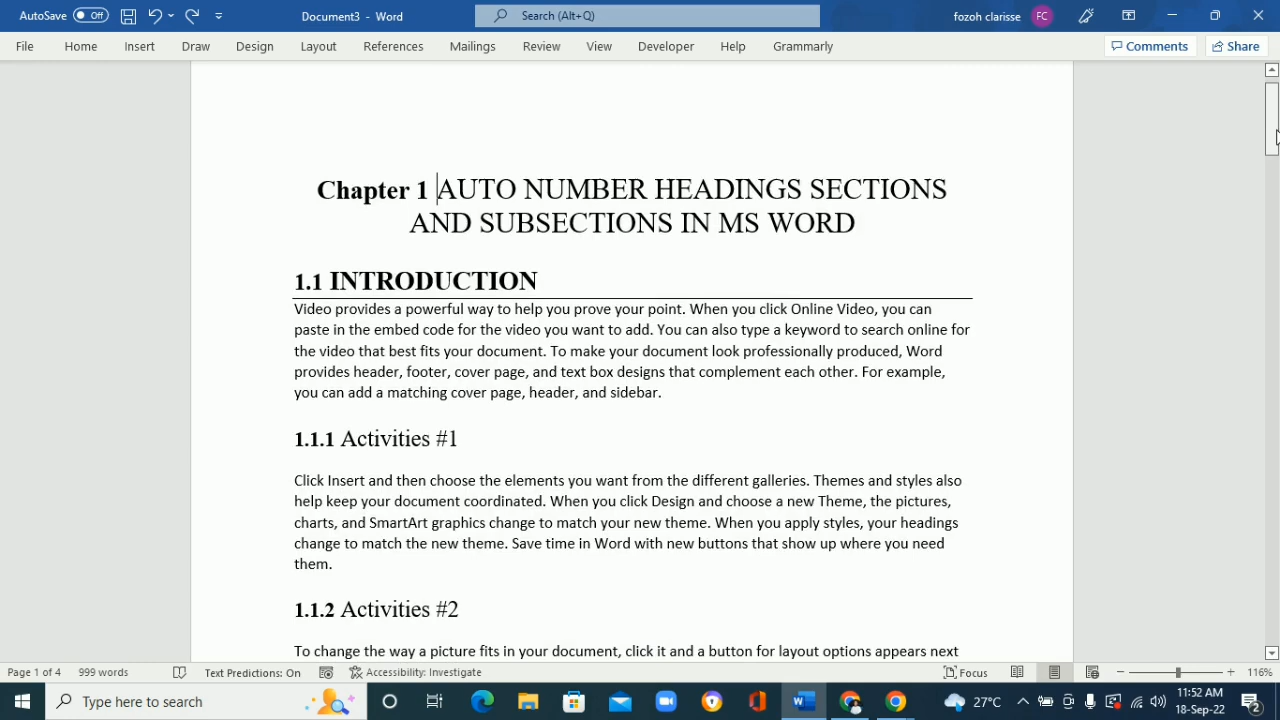 AutoSave Off Document3 - Word Search (Alt+Q) fozoh clarisse FC
File Home Insert Draw Design Layout References Mailings Review View Developer Help Grammarly Comments Share
Chapter 1 AUTO NUMBER HEADINGS SECTIONS
AND SUBSECTIONS IN MS WORD
1.1 INTRODUCTION
Video provides a powerful way to help you prove your point. When you click Online Video, you can
paste in the embed code for the video you want to add. You can also type a keyword to search online for
the video that best fits your document. To make your document look professionally produced, Word
provides header, footer, cover page, and text box designs that complement each other. For example,
you can add a matching cover page, header, and sidebar.
1.1.1 Activities #1
Click Insert and then choose the elements you want from the different galleries. Themes and styles also
help keep your document coordinated. When you click Design and choose a new Theme, the pictures,
charts, and SmartArt graphics change to match your new theme. When you apply styles, your headings
change to match the new theme. Save time in Word with new buttons that show up where you need
them.
1.1.2 Activities #2
To change the way a picture fits in your document, click it and a button for layout options appears next
Page 1 of 4 999 words Text Predictions: On Accessibility: Investigate Focus 116%
Type here to search 27°C 11:52 AM
18-Sep-22 2